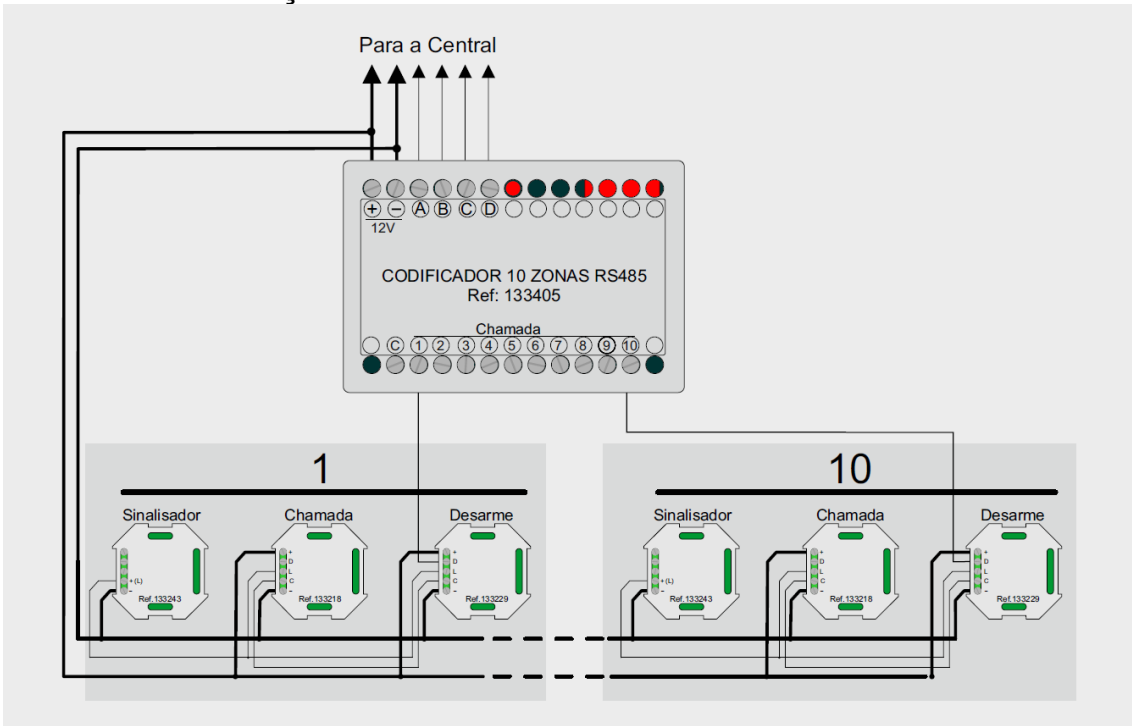 Para a Central
+ − A B C D
12V
CODIFICADOR 10 ZONAS RS485
Ref: 133405
Chamada
C 1 2 3 4 5 6 7 8 9 10
1
Sinalisador Chamada Desarme
+ (L)
-
Ref.133243
+
D
L
C
-
Ref.133218
+
D
L
C
-
Ref.133229
10
Sinalisador Chamada Desarme
+ (L)
-
Ref.133243
+
D
L
C
-
Ref.133218
+
D
L
C
-
Ref.133229